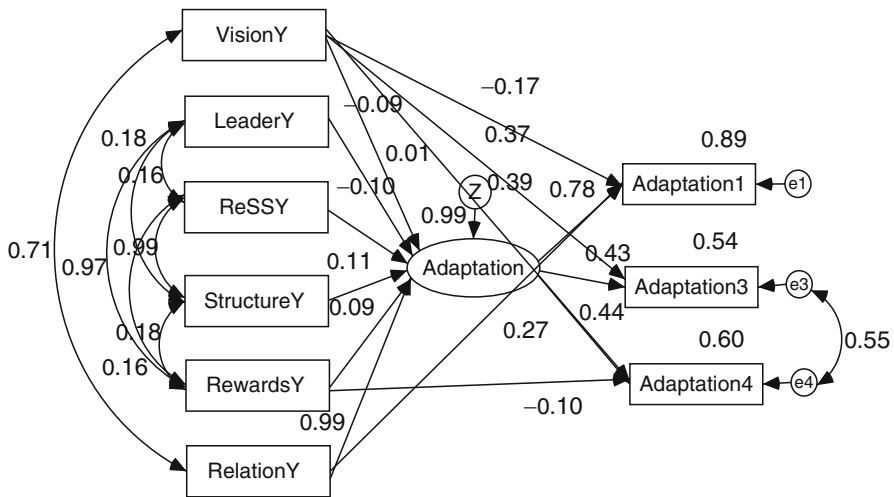 VisionY
−0.17
−0.09
LeaderY
0.37
0.89
0.18
0.01
0.16
−0.10
Z
0.39
0.78
Adaptation1
e1
ReSSY
0.99
0.71
0.97
0.99
0.11
Adaptation
0.43
0.54
StructureY
0.09
Adaptation3
e3
0.18
0.27
0.44
0.60
0.55
0.16
RewardsY
Adaptation4
e4
0.99
−0.10
RelationY